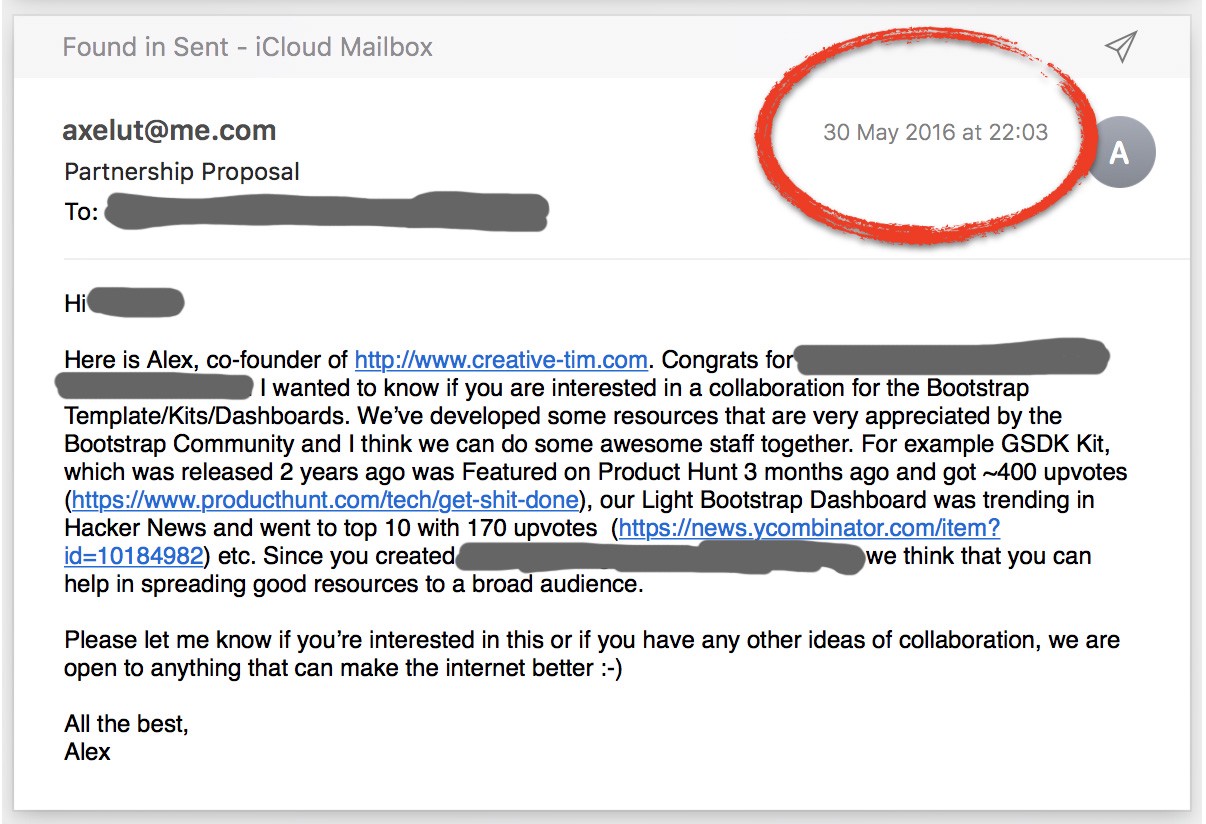 Found in Sent - iCloud Mailbox
axelut@me.com
30 May 2016 at 22:03
A
Partnership Proposal
To:
Hi
Here is Alex, co-founder of http://www.creative-tim.com. Congrats for
I wanted to know if you are interested in a collaboration for the Bootstrap
Template/Kits/Dashboards. We’ve developed some resources that are very appreciated by the
Bootstrap Community and I think we can do some awesome staff together. For example GSDK Kit,
which was released 2 years ago was Featured on Product Hunt 3 months ago and got ~400 upvotes
(https://www.producthunt.com/tech/get-shit-done), our Light Bootstrap Dashboard was trending in
Hacker News and went to top 10 with 170 upvotes  (https://news.ycombinator.com/item?
id=10184982) etc. Since you created we think that you can
help in spreading good resources to a broad audience.
Please let me know if you’re interested in this or if you have any other ideas of collaboration, we are
open to anything that can make the internet better :-)
All the best,
Alex